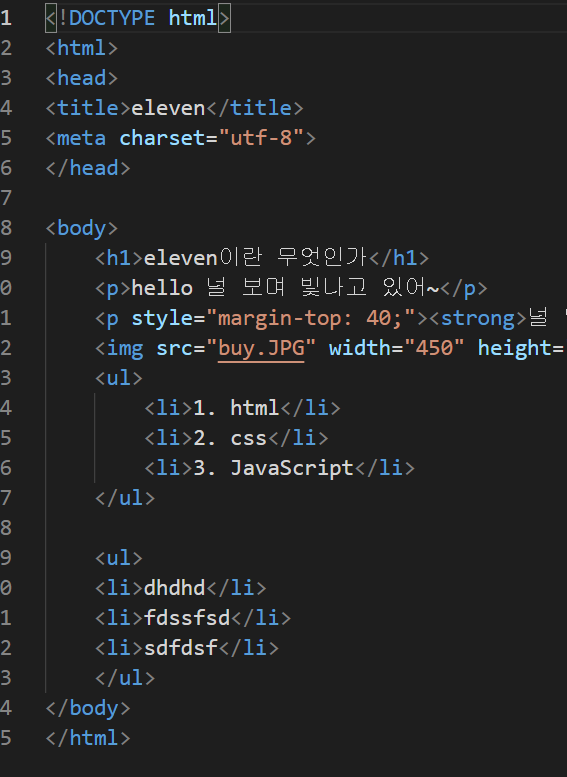 1 <!DOCTYPE html>
2 <html>
3 <head>
4 <title>eleven</title>
5 <meta charset="utf-8">
6 </head>
7
8 <body>
9 <h1>eleven이란 무엇인가</h1>
0 <p>hello 널 보며 빛나고 있어~</p>
1 <p style="margin-top: 40;"><strong>널
2 <img src="buy.JPG" width="450" height=
3 <ul>
4 <li>1. html</li>
5 <li>2. css</li>
6 <li>3. JavaScript</li>
7 </ul>
8
9 <ul>
0 <li>dhdhd</li>
1 <li>fdssfsd</li>
2 <li>sdfdsf</li>
3 </ul>
4 </body>
5 </html>